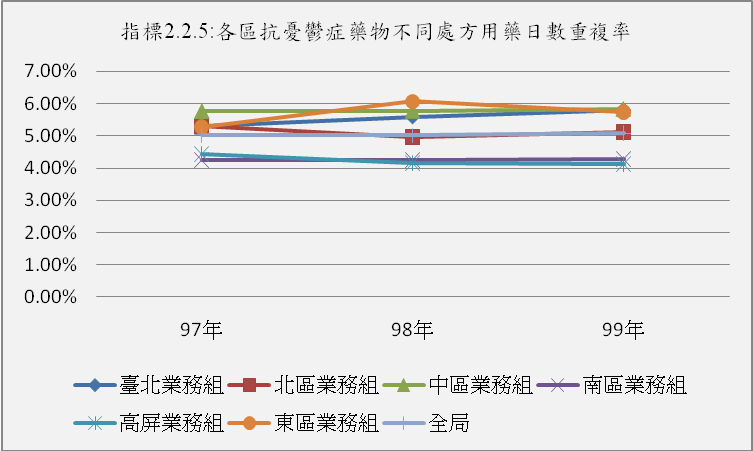 指標2.2.5:各區抗憂鬱症藥物不同處方用藥日數重複率
7.00%
6.00%
5.00%
4.00%
3.00%
2.00%
1.00%
0.00%
97年 98年 99年
臺北業務組 北區業務組 中區業務組 南區業務組
高屏業務組 東區業務組 全局